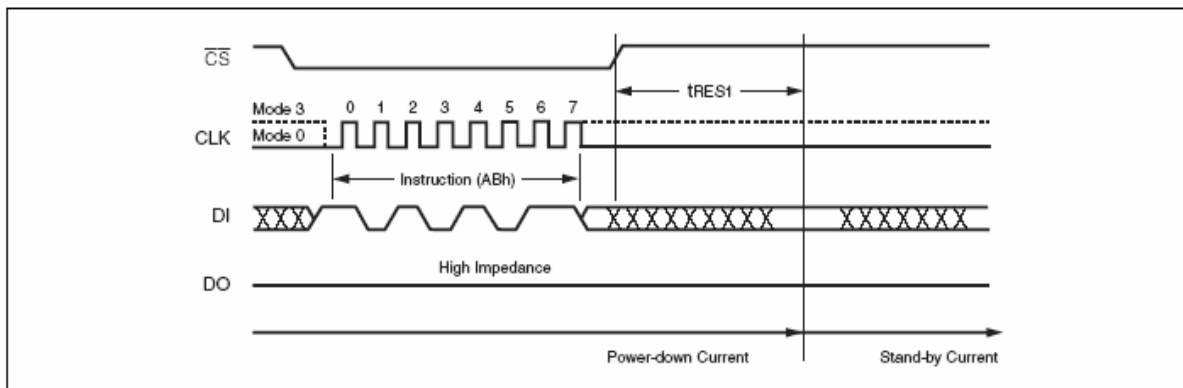 CS
tRES1
Mode 3 0 1 2 3 4 5 6 7
CLK
Mode 0
Instruction (ABh)
DI
High Impedance
DO
Power-down Current Stand-by Current